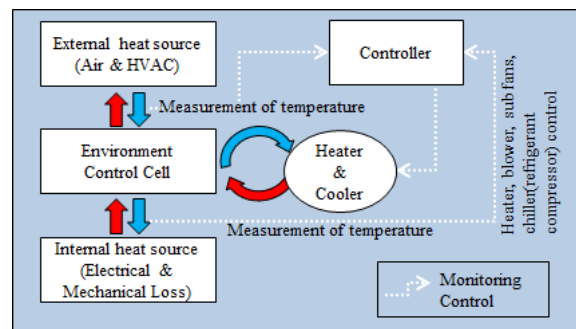 External heat source
(Air & HVAC)
Controller
Measurement of temperature
Environment
Control Cell
Heater
&
Cooler
Heater, blower, sub fans,
chiller(refrigerant
compressor) control
Measurement of temperature
Internal heat source
(Electrical &
Mechanical Loss)
Monitoring
Control